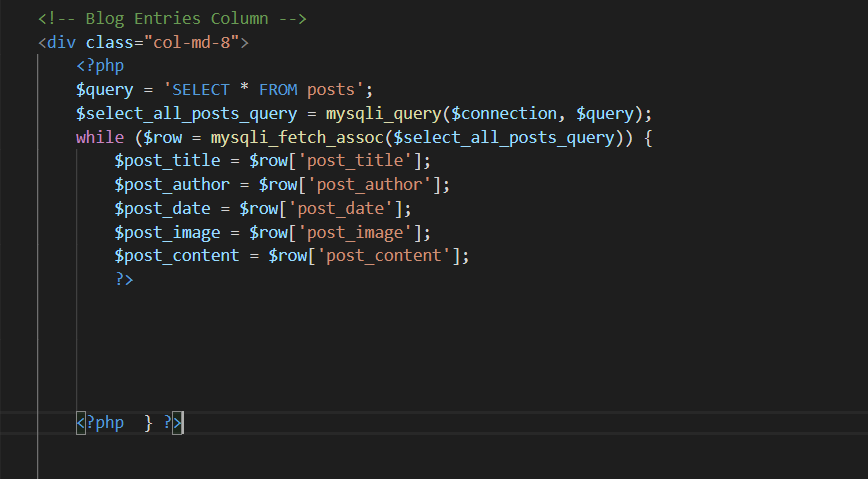 <!-- Blog Entries Column -->
<div class="col-md-8">
<?php
$query = 'SELECT * FROM posts';
$select_all_posts_query = mysqli_query($connection, $query);
while ($row = mysqli_fetch_assoc($select_all_posts_query)) {
$post_title = $row['post_title'];
$post_author = $row['post_author'];
$post_date = $row['post_date'];
$post_image = $row['post_image'];
$post_content = $row['post_content'];
?>
<?php  } ?>